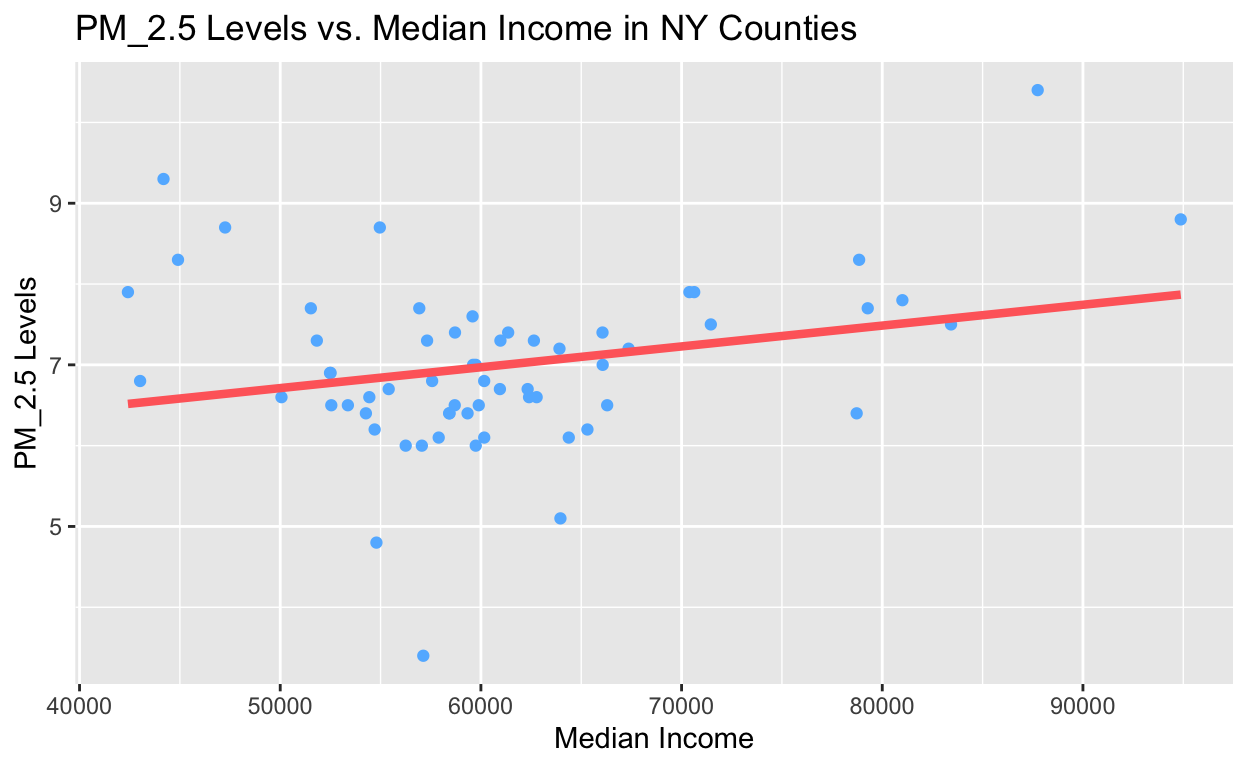 PM_2.5 Levels vs. Median Income in NY Counties
PM_2.5 Levels
9
7
5
40000 50000 60000 70000 80000 90000
Median Income